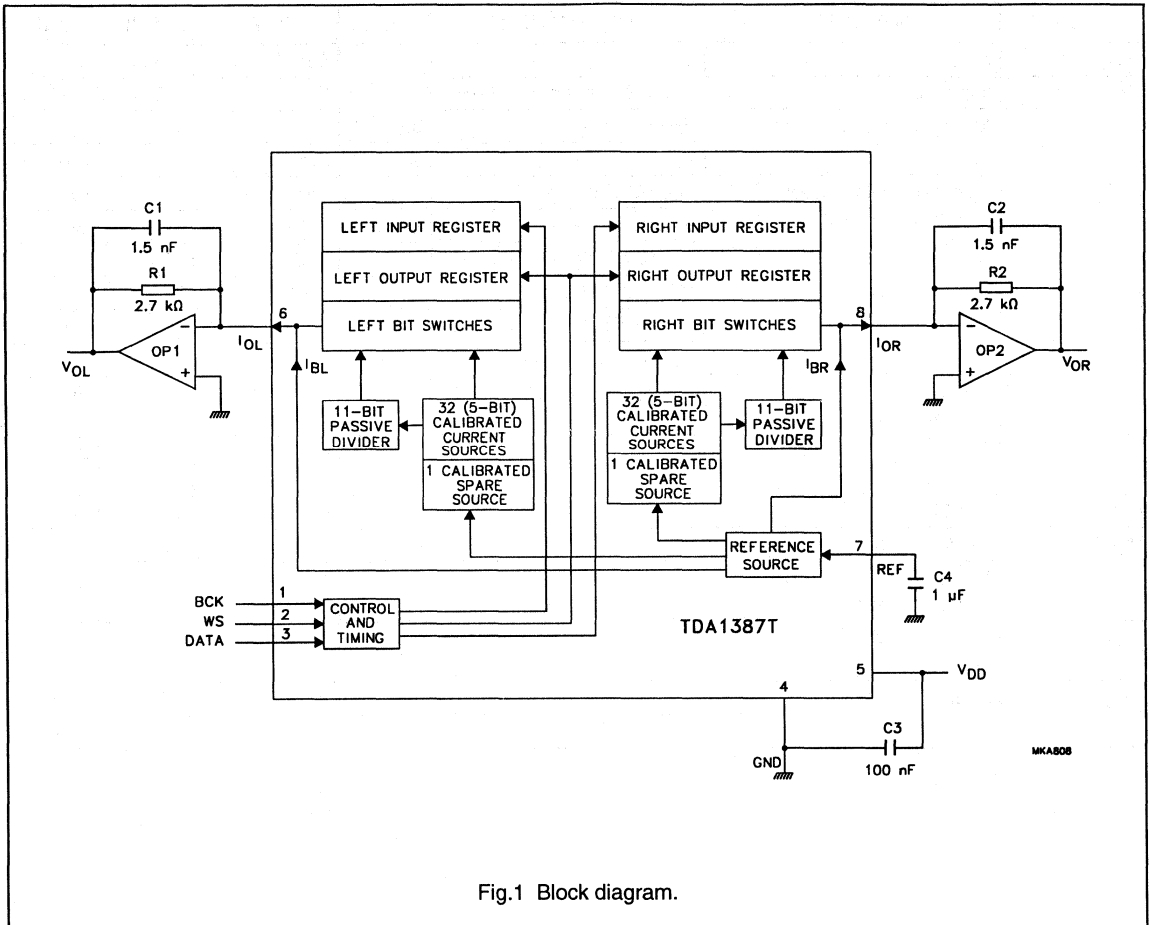 C1
1.5 nF
R1
2.7 kΩ
OP1
−
+
V_OL
I_OL
6
I_BL
LEFT INPUT REGISTER
LEFT OUTPUT REGISTER
LEFT BIT SWITCHES
11-BIT
PASSIVE
DIVIDER
32 (5-BIT)
CALIBRATED
CURRENT
SOURCES
1 CALIBRATED
SPARE
SOURCE
RIGHT INPUT REGISTER
RIGHT OUTPUT REGISTER
RIGHT BIT SWITCHES
32 (5-BIT)
CALIBRATED
CURRENT
SOURCES
1 CALIBRATED
SPARE
SOURCE
11-BIT
PASSIVE
DIVIDER
I_BR
8
I_OR
C2
1.5 nF
R2
2.7 kΩ
−
+
OP2
V_OR
REFERENCE
SOURCE
7
REF
C4
1 µF
BCK
1
WS
2
DATA
3
CONTROL
AND
TIMING
TDA1387T
5
V_DD
4
GND
C3
100 nF
MKA808
Fig.1 Block diagram.